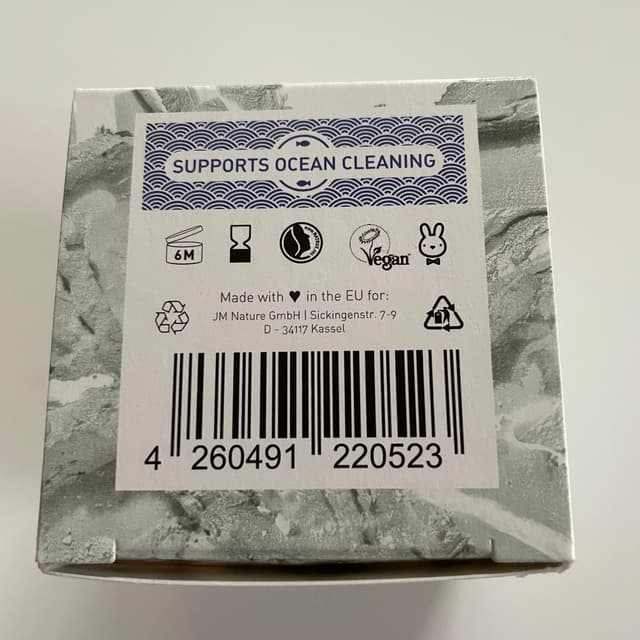 SUPPORTS OCEAN CLEANING
6M
Vegan
Made with ♥ in the EU for:
JM Nature GmbH | Sickingenstr. 7-9
D - 34117 Kassel
4 260491 220523